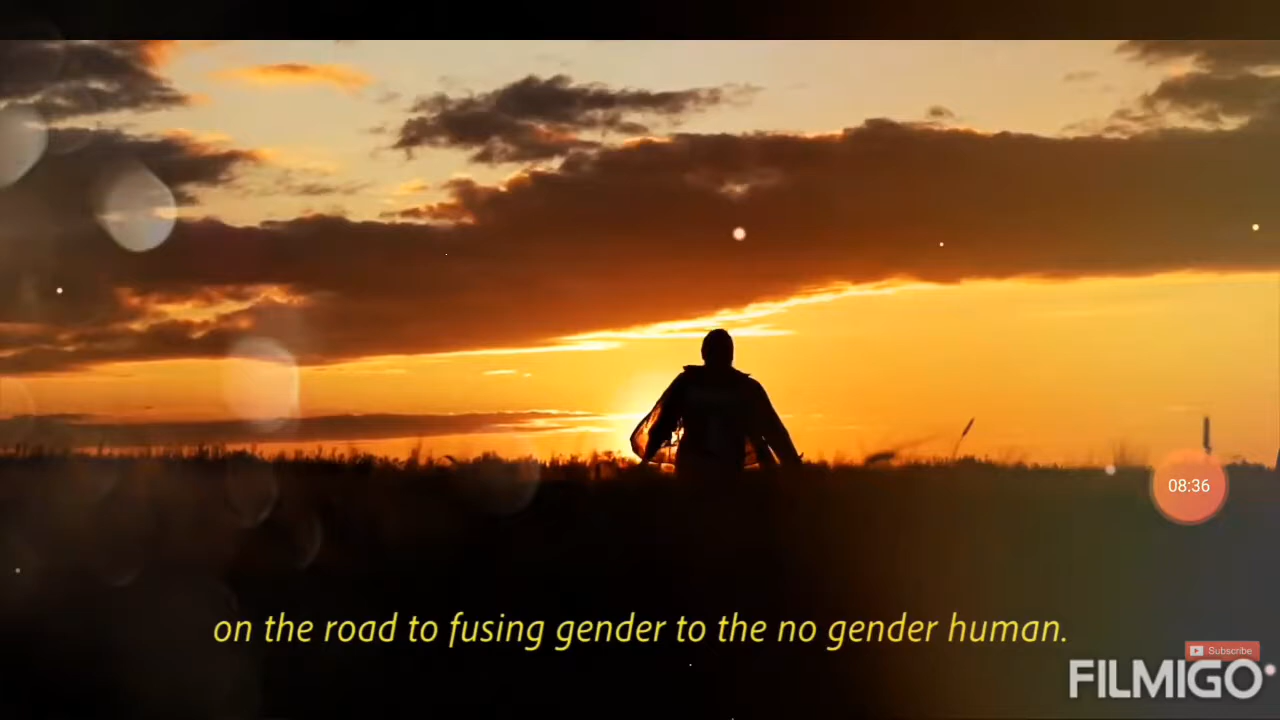 08:36
on the road to fusing gender to the no gender human.
Subscribe
FILMIGO